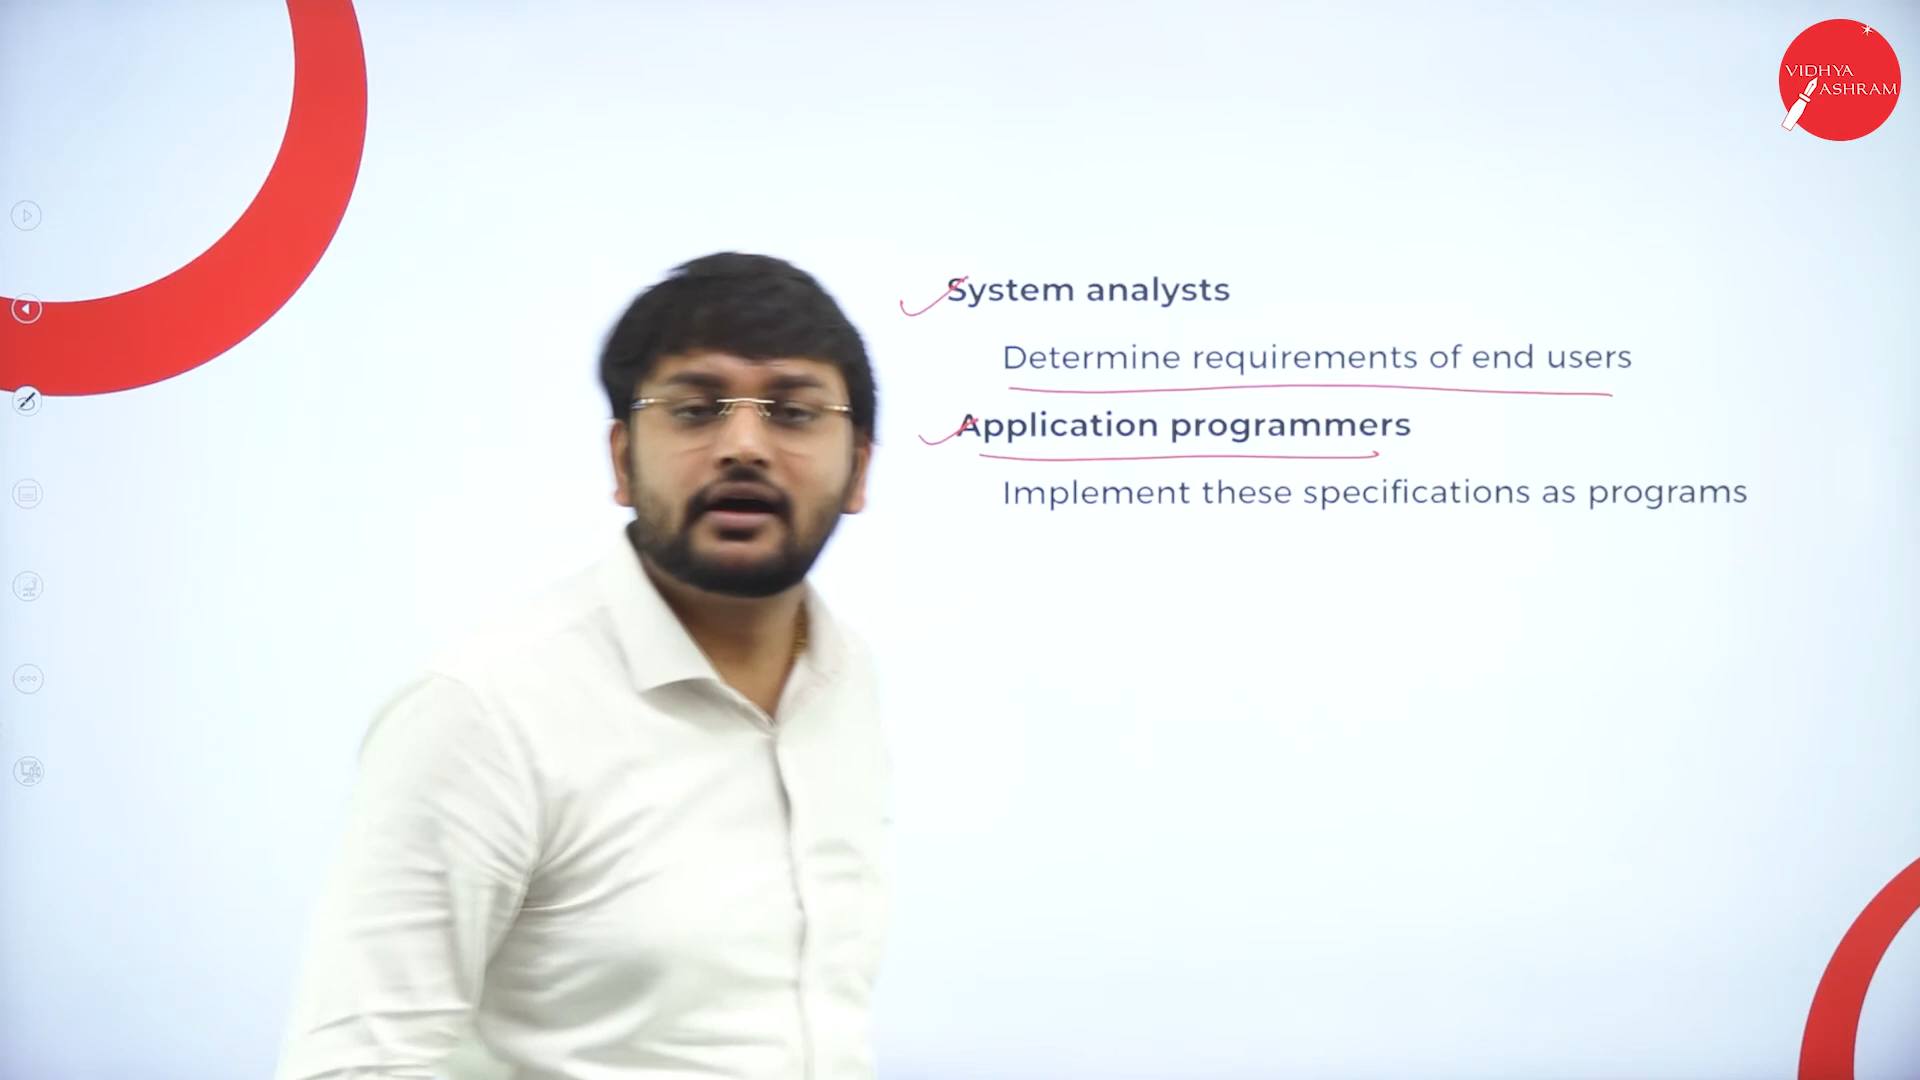 VIDHYA
ASHRAM
System analysts
Determine requirements of end users
Application programmers
Implement these specifications as programs